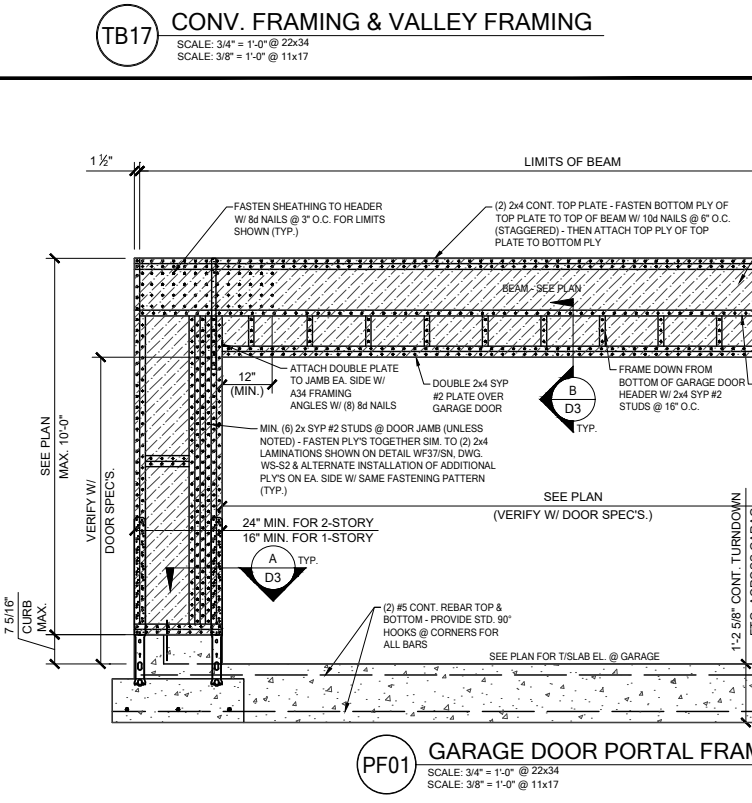 TB17
CONV. FRAMING & VALLEY FRAMING
SCALE: 3/4" = 1'-0" @ 22x34
SCALE: 3/8" = 1'-0" @ 11x17
1 ½"
LIMITS OF BEAM
FASTEN SHEATHING TO HEADER
W/ 8d NAILS @ 3" O.C. FOR LIMITS
SHOWN (TYP.)
(2) 2x4 CONT. TOP PLATE - FASTEN BOTTOM PLY OF
TOP PLATE TO TOP OF BEAM W/ 10d NAILS @ 6" O.C.
(STAGGERED) - THEN ATTACH TOP PLY OF TOP
PLATE TO BOTTOM PLY
BEAM - SEE PLAN
12"
(MIN.)
ATTACH DOUBLE PLATE
TO JAMB EA. SIDE W/
A34 FRAMING
ANGLES W/ (8) 8d NAILS
DOUBLE 2x4 SYP
#2 PLATE OVER
GARAGE DOOR
B
D3
TYP.
FRAME DOWN FROM
BOTTOM OF GARAGE DOOR
HEADER W/ 2x4 SYP #2
STUDS @ 16" O.C.
MIN. (6) 2x SYP #2 STUDS @ DOOR JAMB (UNLESS
NOTED) - FASTEN PLY'S TOGETHER SIM. TO (2) 2x4
LAMINATIONS SHOWN ON DETAIL WF37/SN, DWG.
WS-S2 & ALTERNATE INSTALLATION OF ADDITIONAL
PLY'S ON EA. SIDE W/ SAME FASTENING PATTERN
(TYP.)
SEE PLAN
MAX. 10'-0"
VERIFY W/
DOOR SPEC'S.
SEE PLAN
(VERIFY W/ DOOR SPEC'S.)
24" MIN. FOR 2-STORY
16" MIN. FOR 1-STORY
A
D3
TYP.
7 5/16"
CURB
MAX.
(2) #5 CONT. REBAR TOP &
BOTTOM - PROVIDE STD. 90°
HOOKS @ CORNERS FOR
ALL BARS
SEE PLAN FOR T/SLAB EL. @ GARAGE
1'-2 5/8" CONT. TURNDOWN
PF01
GARAGE DOOR PORTAL FRAM
SCALE: 3/4" = 1'-0" @ 22x34
SCALE: 3/8" = 1'-0" @ 11x17